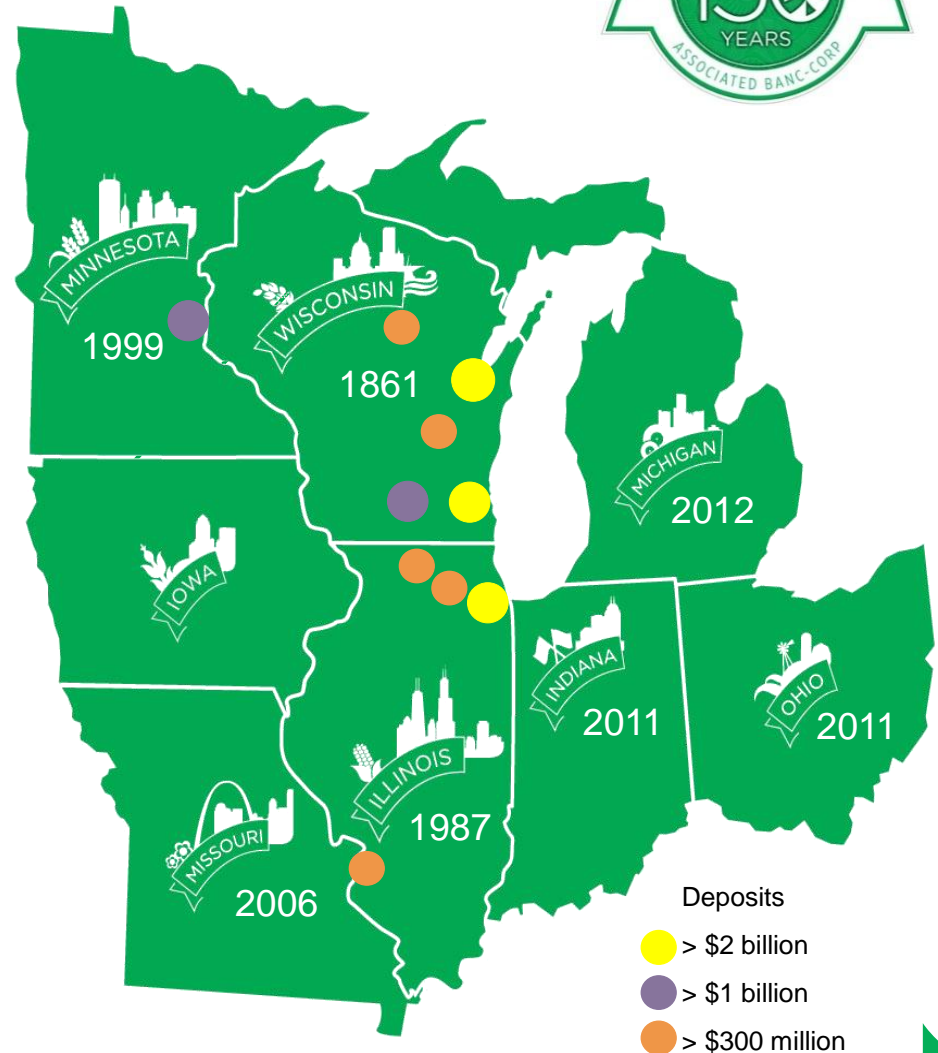 YEARS
ASSOCIATED BANC-CORP
MINNESOTA
1999
WISCONSIN
1861
MICHIGAN
2012
IOWA
INDIANA
2011
OHIO
2011
ILLINOIS
1987
MISSOURI
2006
Deposits
> $2 billion
> $1 billion
> $300 million